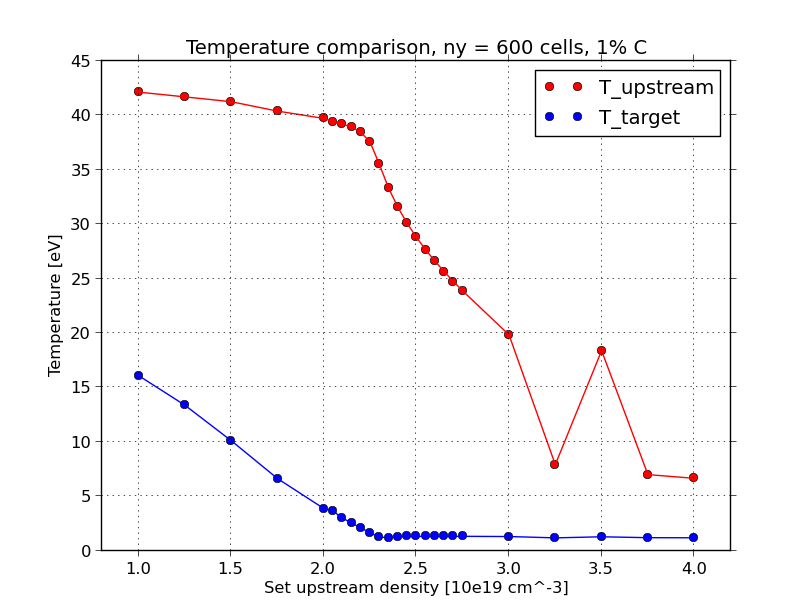 Temperature comparison, ny = 600 cells, 1% C
T_upstream
T_target
Temperature [eV]
45
40
35
30
25
20
15
10
5
0
1.0 1.5 2.0 2.5 3.0 3.5 4.0
Set upstream density [10e19 cm^-3]